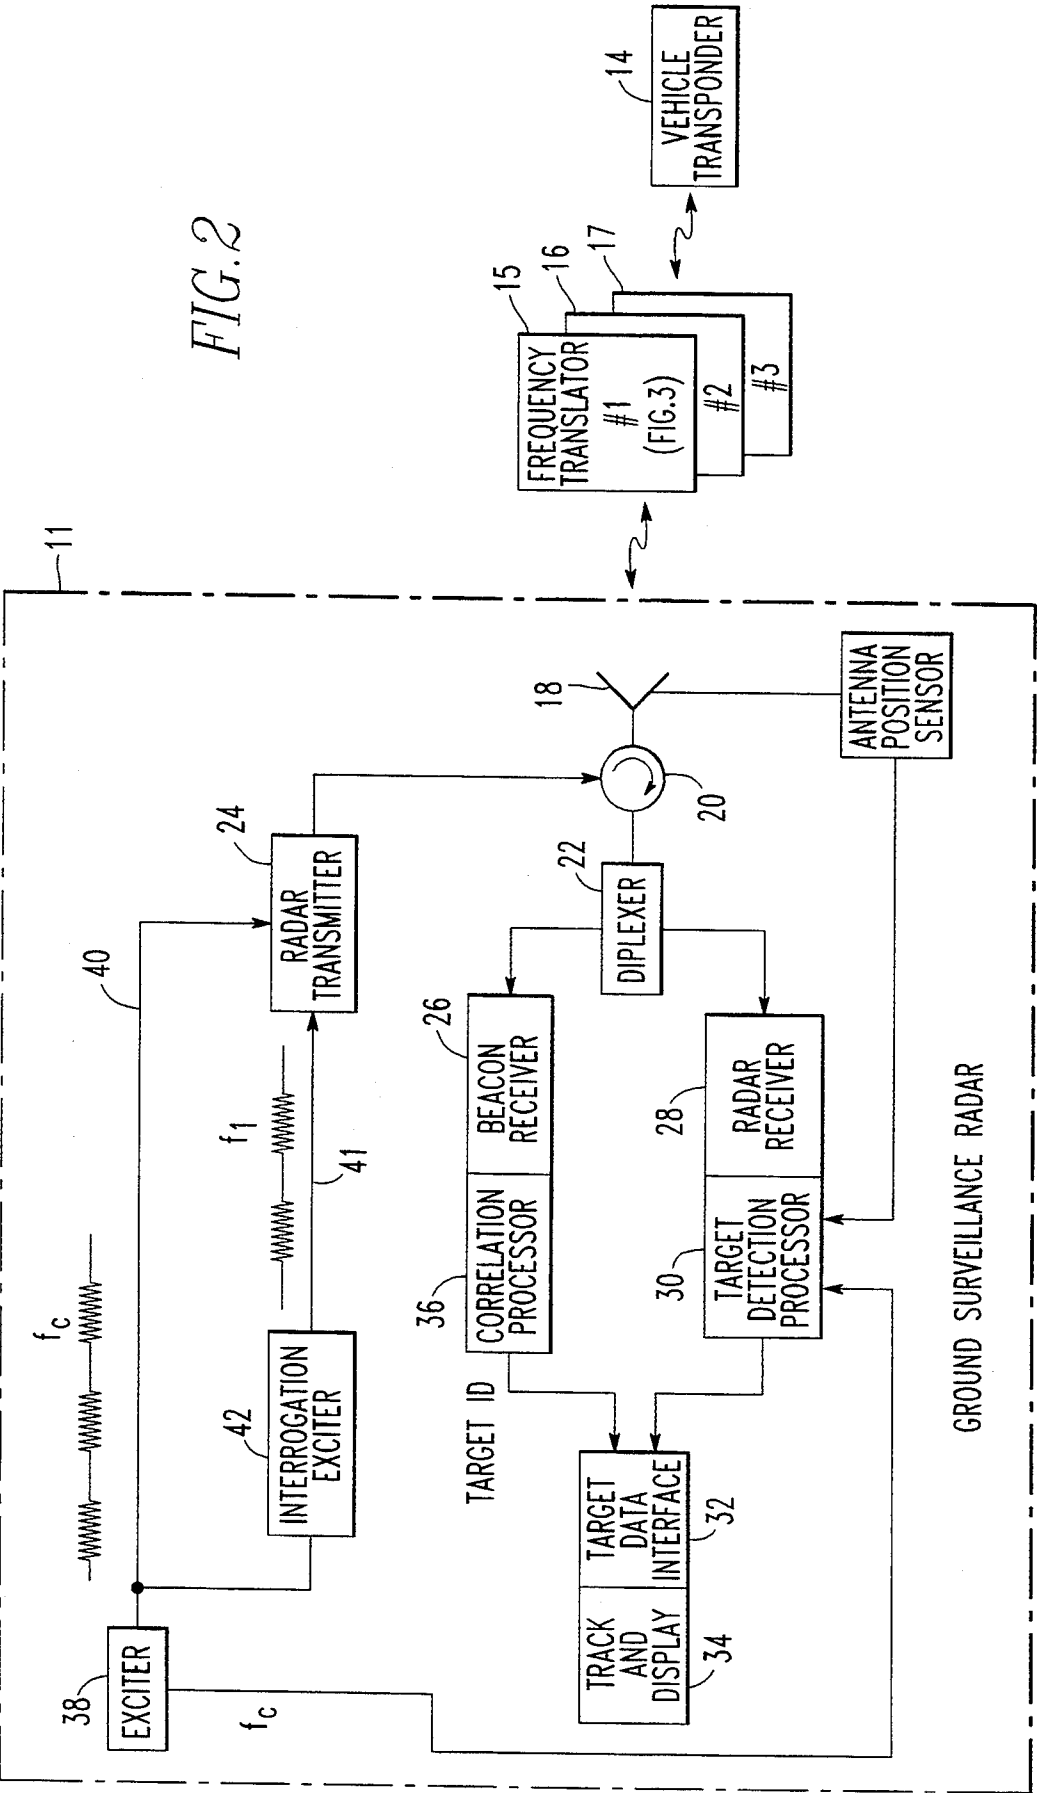 FIG.2
11
38
EXCITER
fc
fc
40
42
INTERROGATION
EXCITER
f1
41
24
RADAR
TRANSMITTER
TARGET ID
36
CORRELATION
PROCESSOR
26
BEACON
RECEIVER
22
DIPLEXER
20
18
TRACK
AND
DISPLAY
34
TARGET
DATA
INTERFACE
32
30
TARGET
DETECTION
PROCESSOR
28
RADAR
RECEIVER
ANTENNA
POSITION
SENSOR
GROUND SURVEILLANCE RADAR
FREQUENCY
TRANSLATOR
#1
(FIG.3)
#2
#3
15
16
17
14
VEHICLE
TRANSPONDER